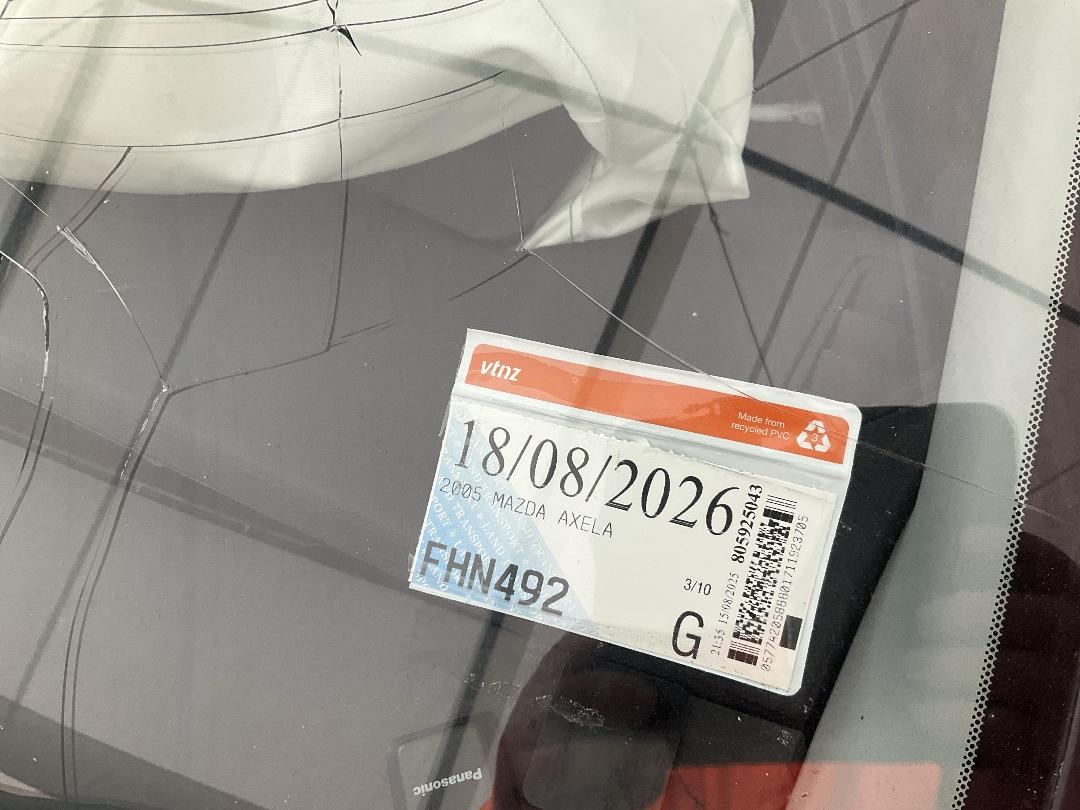 vtnz
Made from
recycled PVC
3
18/08/2026
2005 MAZDA AXELA
FHN492
3/10
G
21:35 15/08/2025 805925043
Panasonic